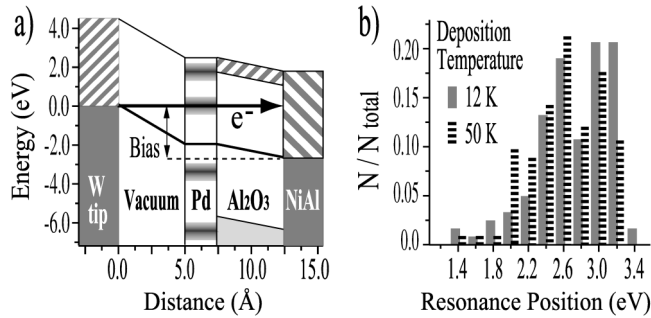 a)
Energy (eV)
4.0
2.0
0.0
-2.0
-4.0
-6.0
e-
Bias
W
tip
Vacuum
Pd
Al2O3
NiAl
0.0 5.0 10.0 15.0
Distance (Å)
b)
N / N total
0.20
0.15
0.10
0.05
0.0
Deposition
Temperature
12 K
50 K
1.4 1.8 2.2 2.6 3.0 3.4
Resonance Position (eV)